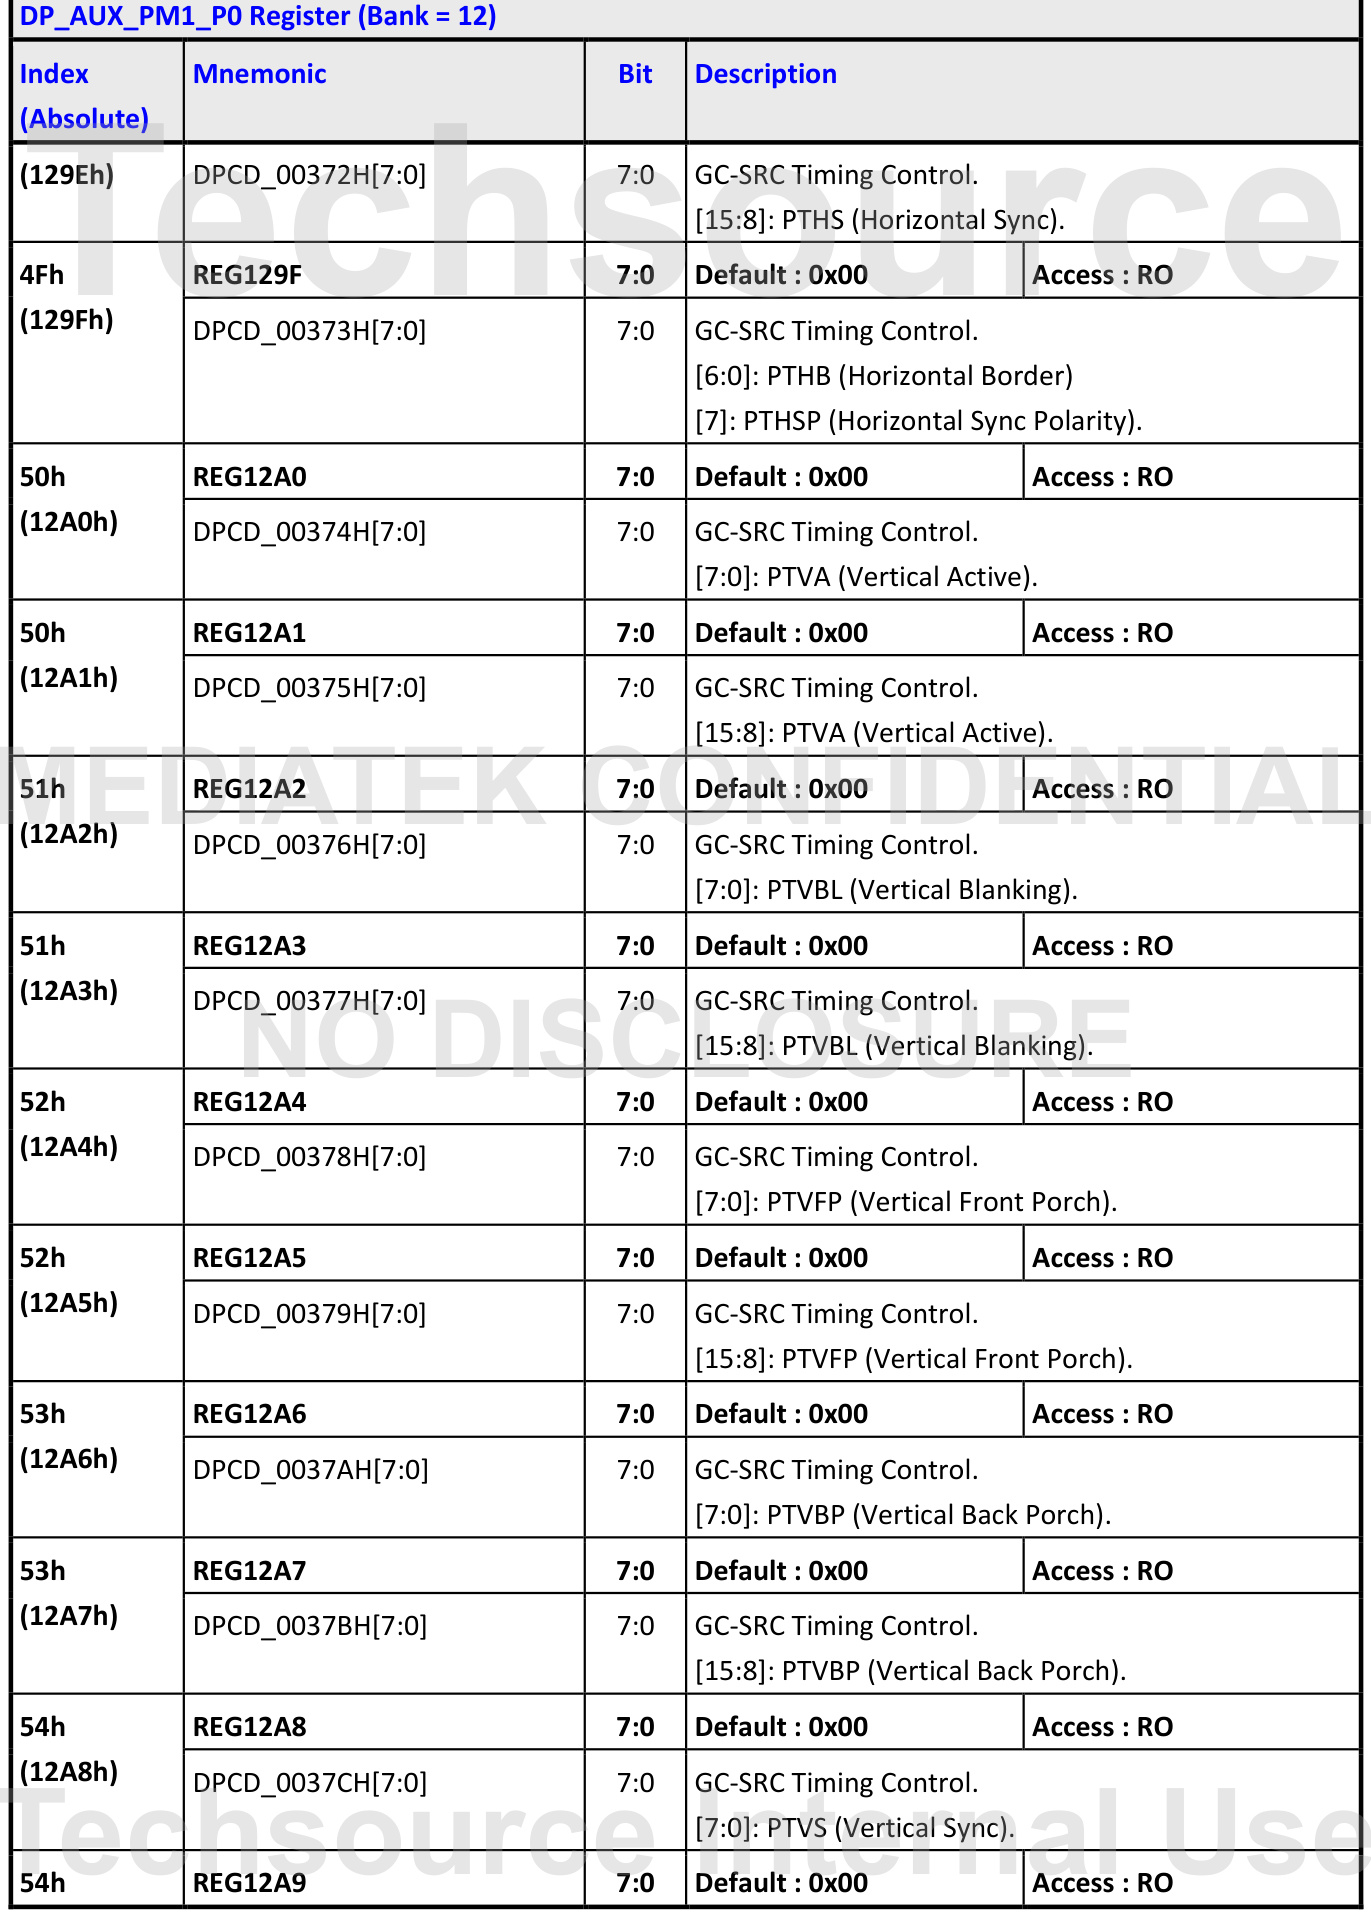 DP_AUX_PM1_P0 Register (Bank = 12)
Index (Absolute) Mnemonic Bit Description
(129Eh) DPCD_00372H[7:0] 7:0 GC-SRC Timing Control.
[15:8]: PTHS (Horizontal Sync).
4Fh REG129F 7:0 Default : 0x00 Access : RO
(129Fh) DPCD_00373H[7:0] 7:0 GC-SRC Timing Control.
[6:0]: PTHB (Horizontal Border)
[7]: PTHSP (Horizontal Sync Polarity).
50h REG12A0 7:0 Default : 0x00 Access : RO
(12A0h) DPCD_00374H[7:0] 7:0 GC-SRC Timing Control.
[7:0]: PTVA (Vertical Active).
50h REG12A1 7:0 Default : 0x00 Access : RO
(12A1h) DPCD_00375H[7:0] 7:0 GC-SRC Timing Control.
[15:8]: PTVA (Vertical Active).
51h REG12A2 7:0 Default : 0x00 Access : RO
(12A2h) DPCD_00376H[7:0] 7:0 GC-SRC Timing Control.
[7:0]: PTVBL (Vertical Blanking).
51h REG12A3 7:0 Default : 0x00 Access : RO
(12A3h) DPCD_00377H[7:0] 7:0 GC-SRC Timing Control.
[15:8]: PTVBL (Vertical Blanking).
52h REG12A4 7:0 Default : 0x00 Access : RO
(12A4h) DPCD_00378H[7:0] 7:0 GC-SRC Timing Control.
[7:0]: PTVFP (Vertical Front Porch).
52h REG12A5 7:0 Default : 0x00 Access : RO
(12A5h) DPCD_00379H[7:0] 7:0 GC-SRC Timing Control.
[15:8]: PTVFP (Vertical Front Porch).
53h REG12A6 7:0 Default : 0x00 Access : RO
(12A6h) DPCD_0037AH[7:0] 7:0 GC-SRC Timing Control.
[7:0]: PTVBP (Vertical Back Porch).
53h REG12A7 7:0 Default : 0x00 Access : RO
(12A7h) DPCD_0037BH[7:0] 7:0 GC-SRC Timing Control.
[15:8]: PTVBP (Vertical Back Porch).
54h REG12A8 7:0 Default : 0x00 Access : RO
(12A8h) DPCD_0037CH[7:0] 7:0 GC-SRC Timing Control.
[7:0]: PTVS (Vertical Sync).
54h REG12A9 7:0 Default : 0x00 Access : RO
Techsource
MEDIATEK CONFIDENTIAL
NO DISCLOSURE
Techsource Internal Use